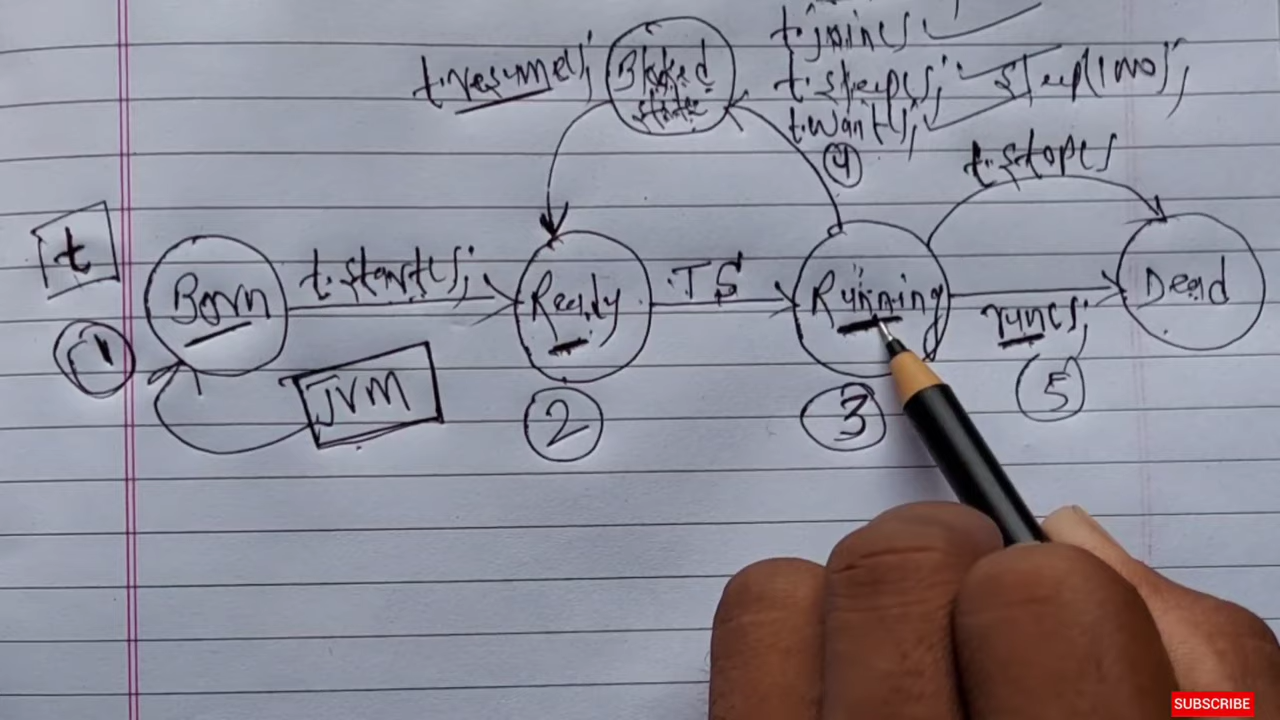 t.join()
t.resume();
Blocked
state
t.sleep(); sleep(1000);
t.wait();
4
t.stop()
t
Born
t.start();
Ready
TS
Running
run();
Dead
1
JVM
2
3
5
SUBSCRIBE